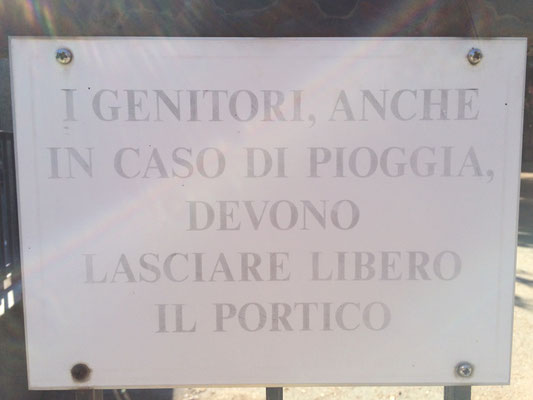 I GENITORI, ANCHE
IN CASO DI PIOGGIA,
DEVONO
LASCIARE LIBERO
IL PORTICO